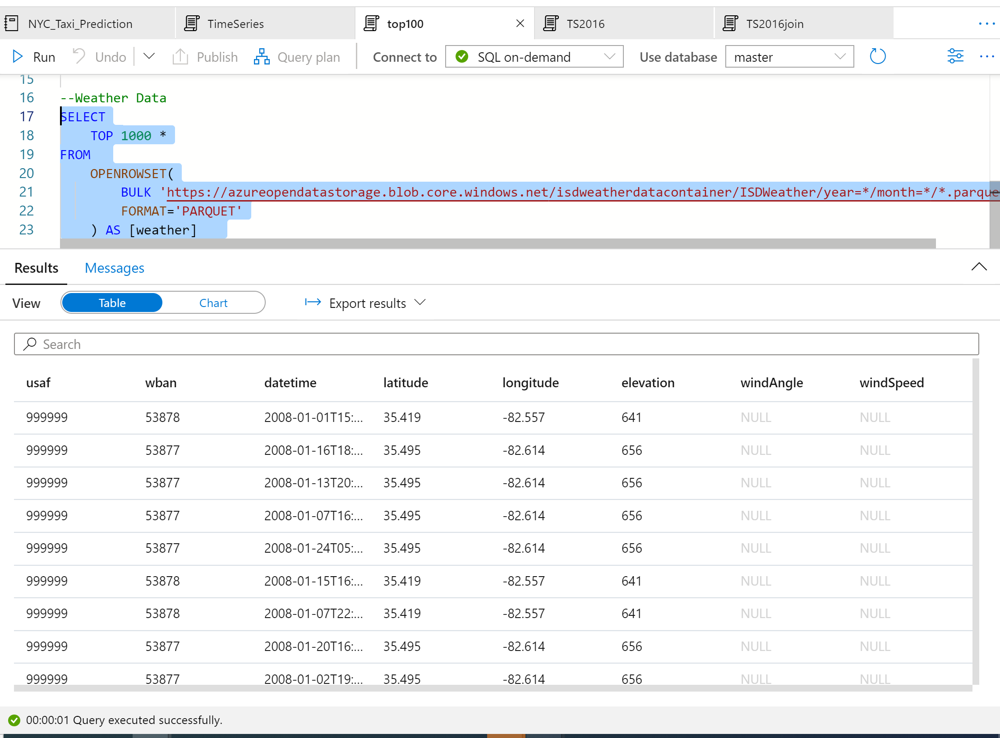 NYC_Taxi_Prediction TimeSeries top100 TS2016 TS2016join
Run Undo Publish Query plan Connect to SQL on-demand Use database master
15
16 --Weather Data
17 SELECT
18 TOP 1000 *
19 FROM
20 OPENROWSET(
21 BULK 'https://azureopendatastorage.blob.core.windows.net/isdweatherdatacontainer/ISDWeather/year=*/month=*/*.parque
22 FORMAT='PARQUET'
23 ) AS [weather]
Results Messages
View Table Chart Export results
Search
usaf wban datetime latitude longitude elevation windAngle windSpeed
999999 53878 2008-01-01T15:... 35.419 -82.557 641 NULL NULL
999999 53877 2008-01-16T18:... 35.495 -82.614 656 NULL NULL
999999 53877 2008-01-13T20:... 35.495 -82.614 656 NULL NULL
999999 53877 2008-01-07T16:... 35.495 -82.614 656 NULL NULL
999999 53877 2008-01-24T05:... 35.495 -82.614 656 NULL NULL
999999 53878 2008-01-15T16:... 35.419 -82.557 641 NULL NULL
999999 53878 2008-01-07T22:... 35.419 -82.557 641 NULL NULL
999999 53877 2008-01-20T16:... 35.495 -82.614 656 NULL NULL
999999 53877 2008-01-02T19:... 35.495 -82.614 656 NULL NULL
00:00:01 Query executed successfully.